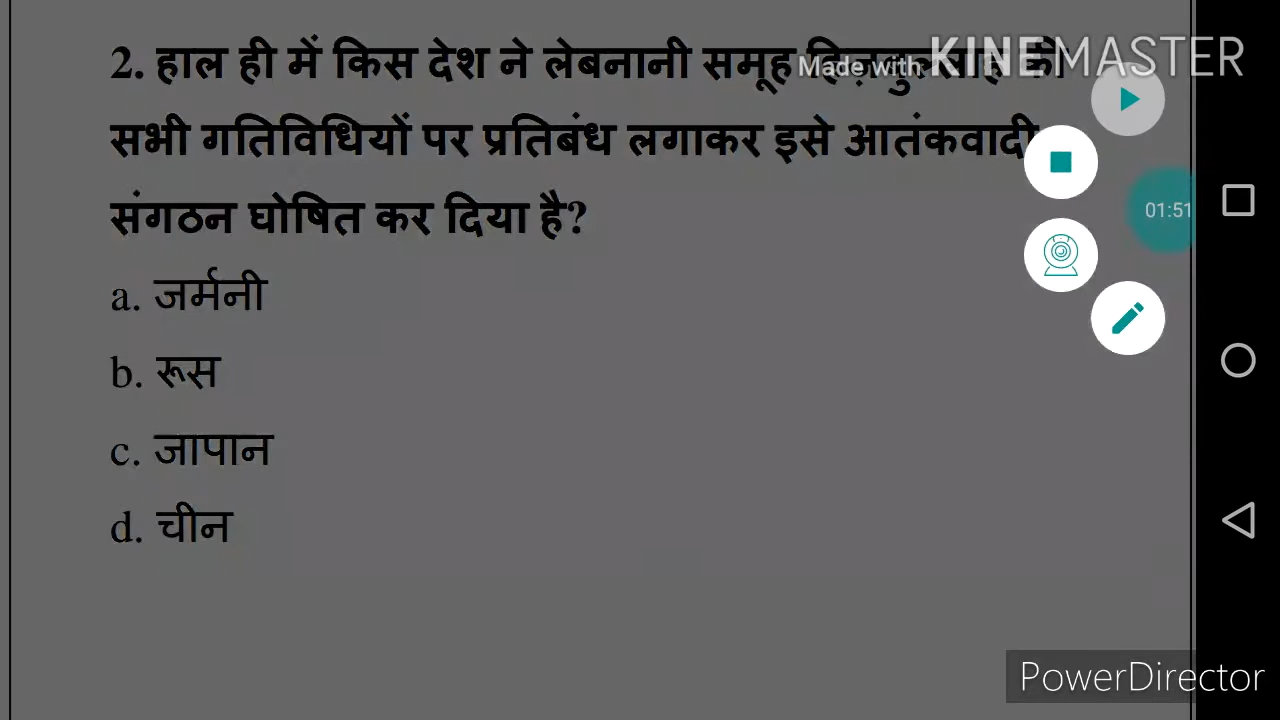 2. हाल ही में किस देश ने लेबनानी समूह हिज़बुल्लाह की
Made with KINEMASTER
सभी गतिविधियों पर प्रतिबंध लगाकर इसे आतंकवादी
01:51
संगठन घोषित कर दिया है?
a. जर्मनी
b. रूस
c. जापान
d. चीन
PowerDirector